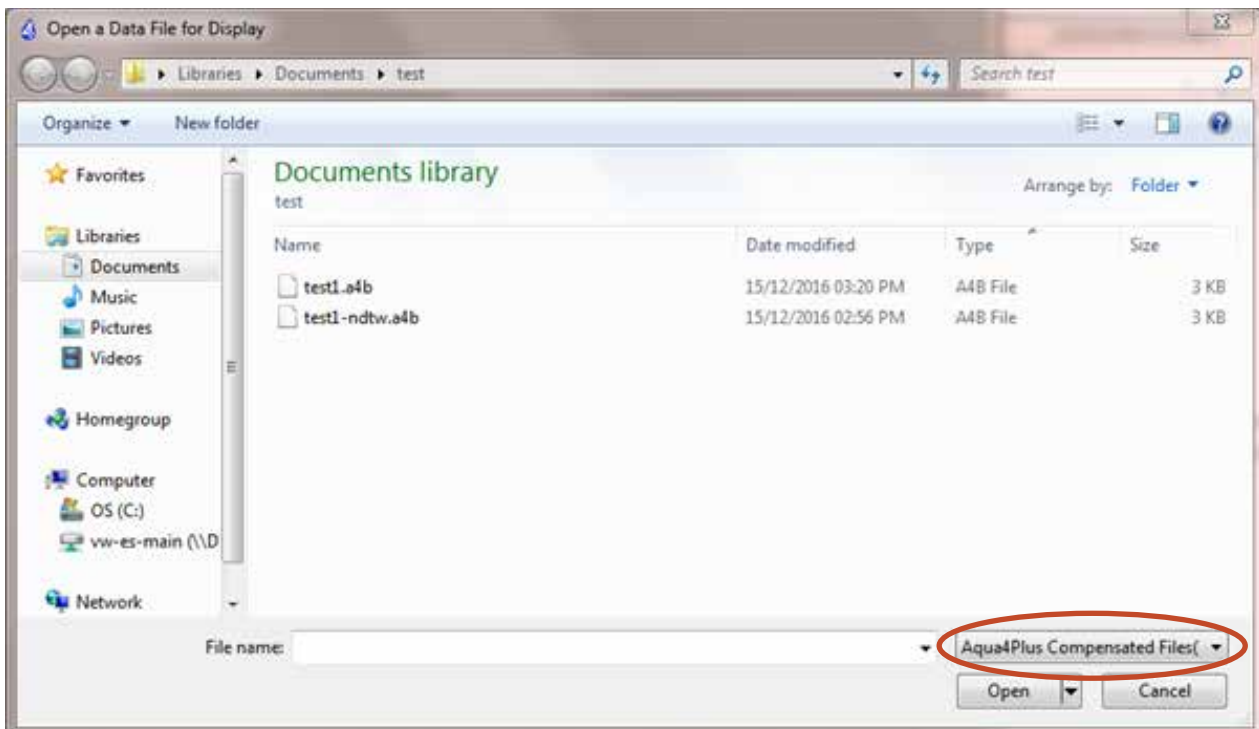 Open a Data File for Display
Libraries ▸ Documents ▸ test
Search test
Organize New folder
Favorites
Libraries
Documents
Music
Pictures
Videos
Homegroup
Computer
OS (C:)
vw-es-main (\\D
Network
Documents library
test
Arrange by: Folder
Name Date modified Type Size
test1.a4b 15/12/2016 03:20 PM A4B File 3 KB
test1-ndtw.a4b 15/12/2016 02:56 PM A4B File 3 KB
File name: Aqua4Plus Compensated Files(
Open Cancel